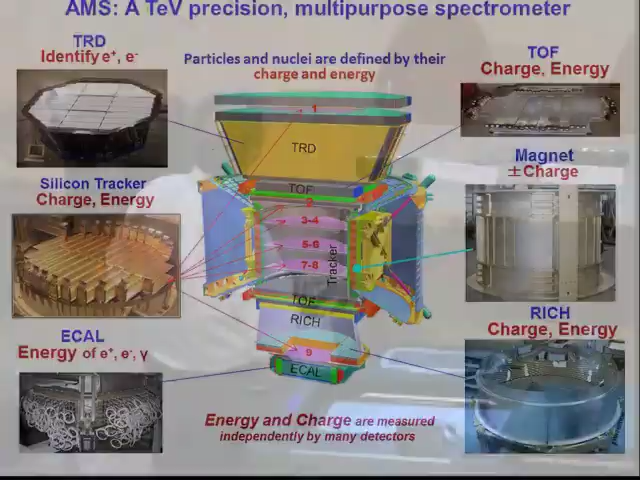 AMS: A TeV precision, multipurpose spectrometer
TRD
Identify e⁺, e⁻
Particles and nuclei are defined by their
charge and energy
TOF
Charge, Energy
1
TRD
Magnet
±Charge
Silicon Tracker
Charge, Energy
TOF
2
3-4
5-6
7-8
Tracker
TOF
RICH
RICH
Charge, Energy
ECAL
Energy of e⁺, e⁻, γ
9
ECAL
Energy and Charge are measured
independently by many detectors